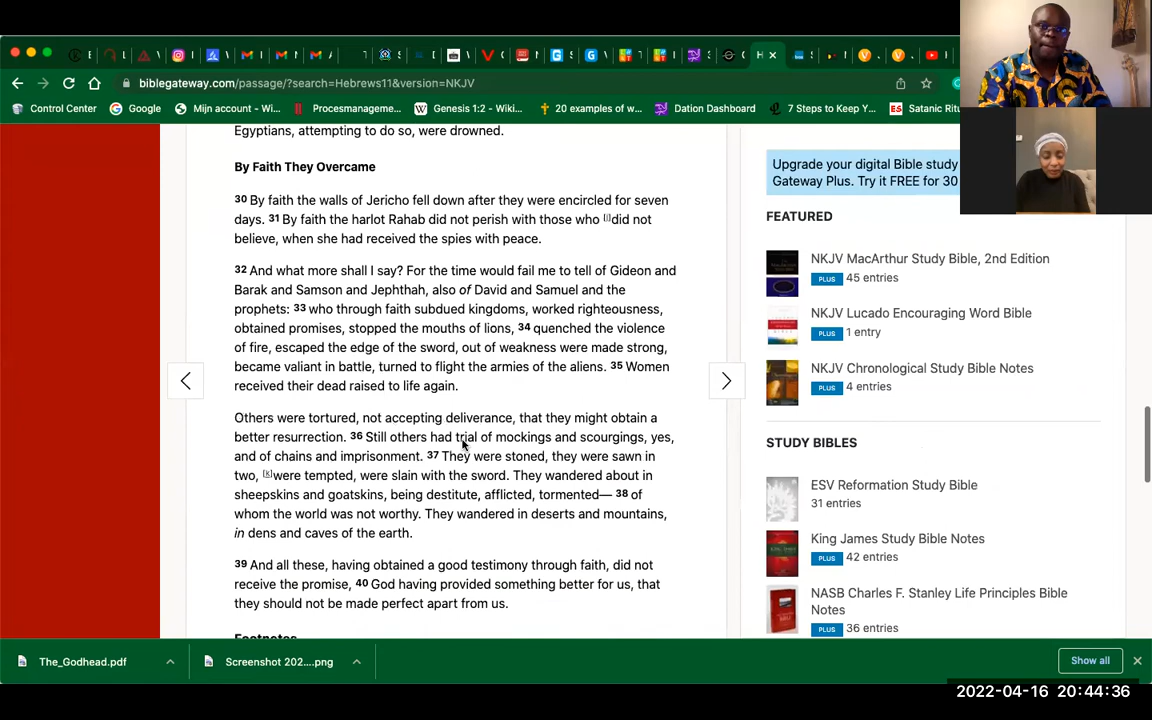 biblegateway.com/passage/?search=Hebrews11&version=NKJV
Control Center
Google
Mijn account - Wi...
Procesmanageme...
Genesis 1:2 - Wiki...
20 examples of w...
Dation Dashboard
7 Steps to Keep Y...
ES Satanic Ritu
Egyptians, attempting to do so, were drowned.
By Faith They Overcame
30 By faith the walls of Jericho fell down after they were encircled for seven
days. 31 By faith the harlot Rahab did not perish with those who [j]did not
believe, when she had received the spies with peace.
32 And what more shall I say? For the time would fail me to tell of Gideon and
Barak and Samson and Jephthah, also of David and Samuel and the
prophets: 33 who through faith subdued kingdoms, worked righteousness,
obtained promises, stopped the mouths of lions, 34 quenched the violence
of fire, escaped the edge of the sword, out of weakness were made strong,
became valiant in battle, turned to flight the armies of the aliens. 35 Women
received their dead raised to life again.
Others were tortured, not accepting deliverance, that they might obtain a
better resurrection. 36 Still others had trial of mockings and scourgings, yes,
and of chains and imprisonment. 37 They were stoned, they were sawn in
two, [k]were tempted, were slain with the sword. They wandered about in
sheepskins and goatskins, being destitute, afflicted, tormented— 38 of
whom the world was not worthy. They wandered in deserts and mountains,
in dens and caves of the earth.
39 And all these, having obtained a good testimony through faith, did not
receive the promise, 40 God having provided something better for us, that
they should not be made perfect apart from us.
Footnotes
Upgrade your digital Bible study
Gateway Plus. Try it FREE for 30
FEATURED
NKJV MacArthur Study Bible, 2nd Edition
PLUS 45 entries
NKJV Lucado Encouraging Word Bible
PLUS 1 entry
NKJV Chronological Study Bible Notes
PLUS 4 entries
STUDY BIBLES
ESV Reformation Study Bible
31 entries
King James Study Bible Notes
PLUS 42 entries
NASB Charles F. Stanley Life Principles Bible
Notes
PLUS 36 entries
The_Godhead.pdf
Screenshot 202....png
Show all
2022-04-16 20:44:36